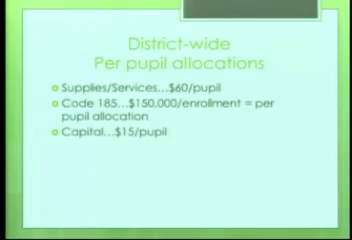 District-wide
Per pupil allocations
Supplies/Services...$60/pupil
Code 185...$150,000/enrollment = per
pupil allocation
Capital...$15/pupil